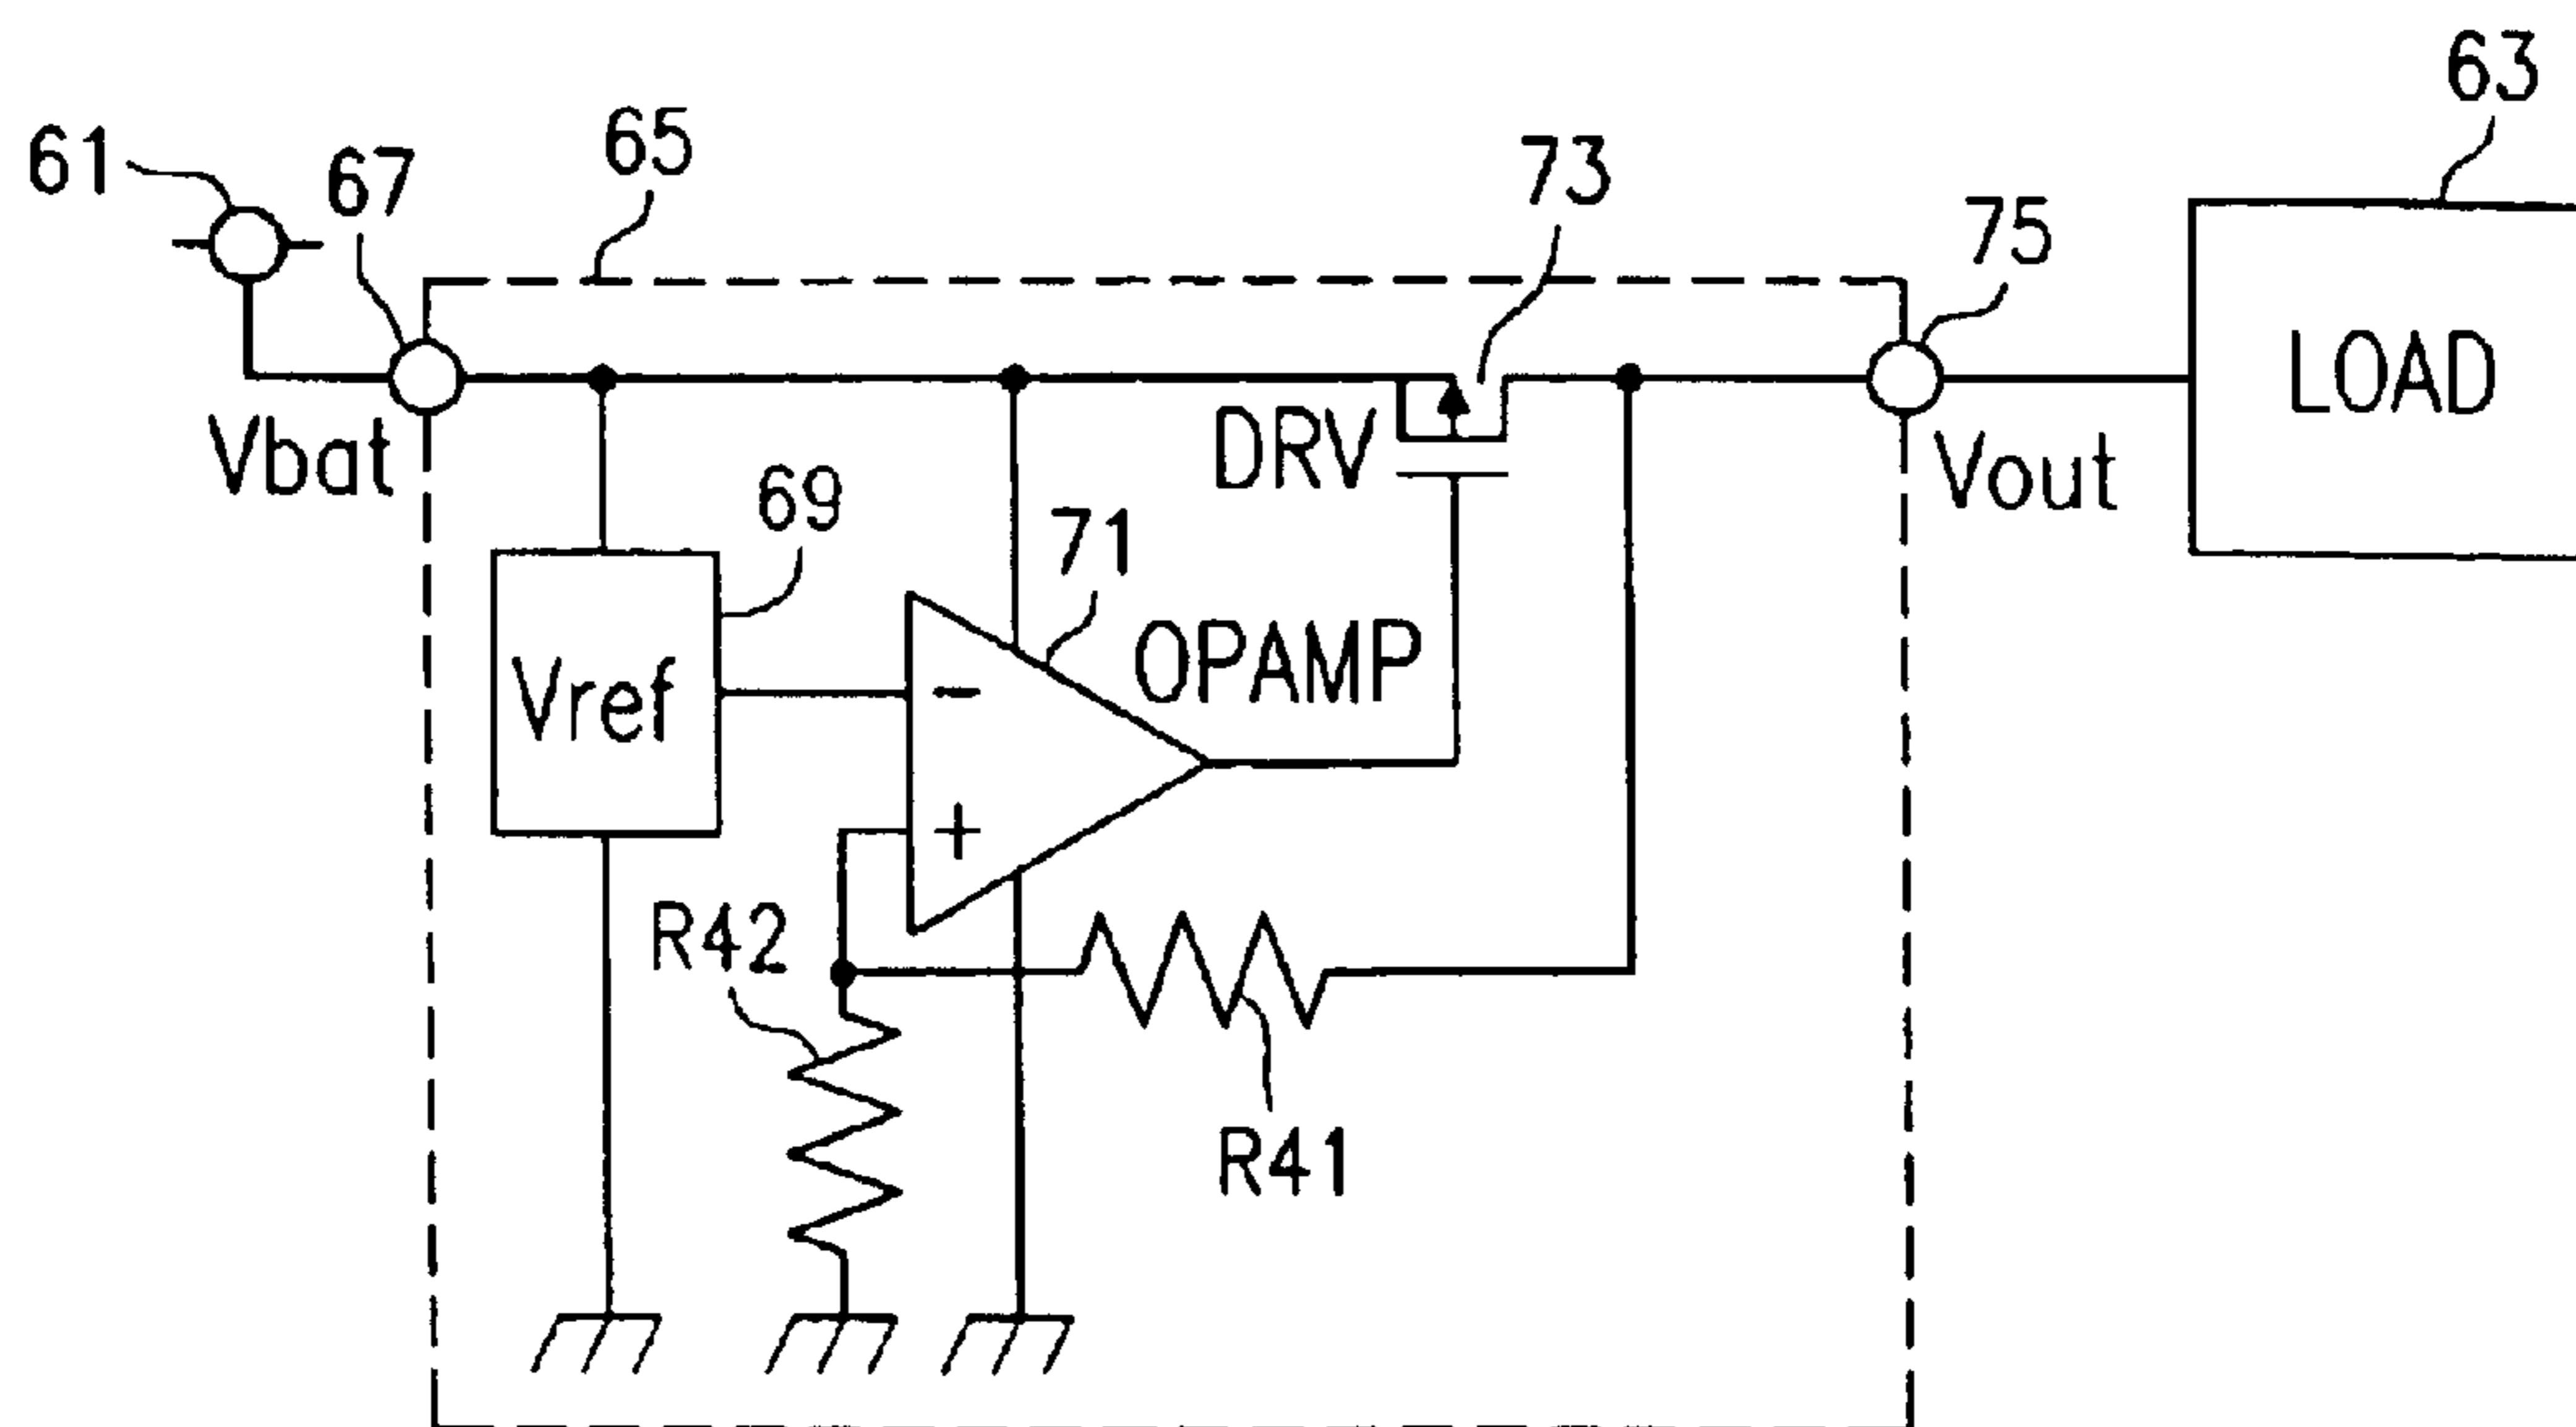 63
65
61
67
73
75
LOAD
DRV
Vbat
Vout
69
71
OPAMP
Vref
-
+
R42
R41